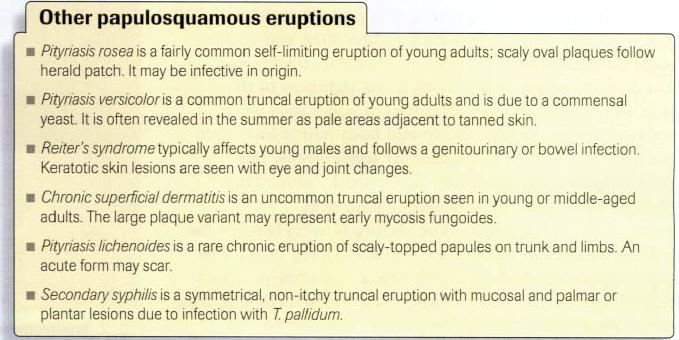 Other papulosquamous eruptions
■ Pityriasis rosea is a fairly common self-limiting eruption of young adults; scaly oval plaques follow
herald patch. It may be infective in origin.
■ Pityriasis versicolor is a common truncal eruption of young adults and is due to a commensal
yeast. It is often revealed in the summer as pale areas adjacent to tanned skin.
■ Reiter's syndrome typically affects young males and follows a genitourinary or bowel infection.
Keratotic skin lesions are seen with eye and joint changes.
■ Chronic superficial dermatitis is an uncommon truncal eruption seen in young or middle-aged
adults. The large plaque variant may represent early mycosis fungoides.
■ Pityriasis lichenoides is a rare chronic eruption of scaly-topped papules on trunk and limbs. An
acute form may scar.
■ Secondary syphilis is a symmetrical, non-itchy truncal eruption with mucosal and palmar or
plantar lesions due to infection with T. pallidum.